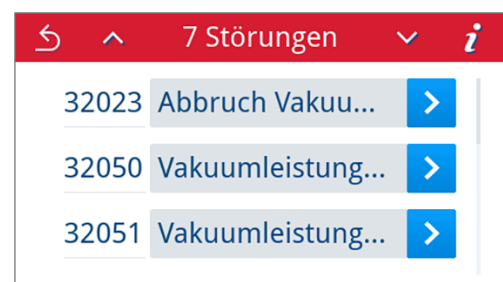 7 Störungen i
32023 Abbruch Vakuu...
32050 Vakuumleistung...
32051 Vakuumleistung...